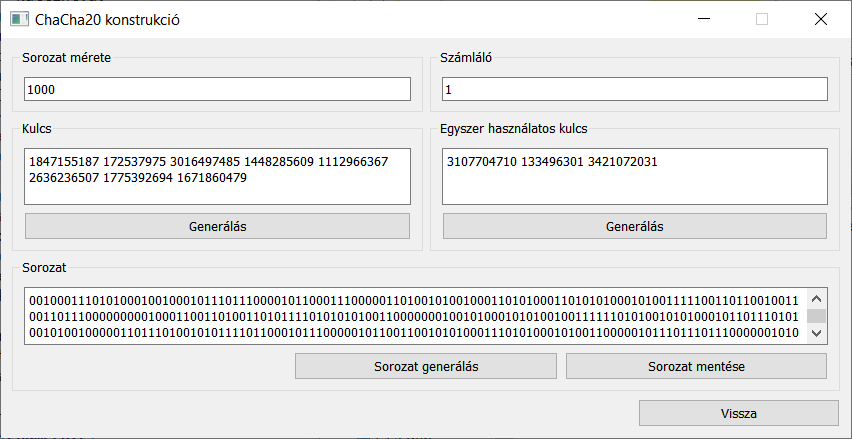 ChaCha20 konstrukció
Sorozat mérete
Számláló
1000
1
Kulcs
Egyszer használatos kulcs
1847155187 172537975 3016497485 1448285609 1112966367
2636236507 1775392694 1671860479
3107704710 133496301 3421072031
Generálás
Generálás
Sorozat
Sorozat generálás
Sorozat mentése
Vissza